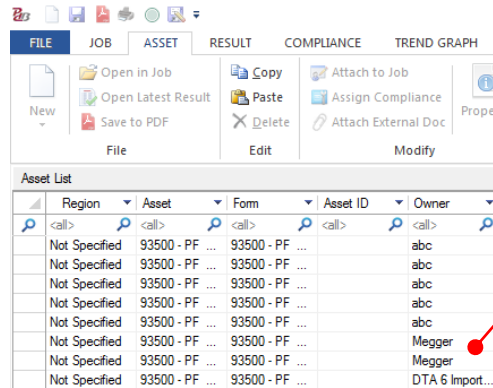 PDB
FILE JOB ASSET RESULT COMPLIANCE TREND GRAPH
New Open in Job Copy Attach to Job
Open Latest Result Paste Assign Compliance Prope
Save to PDF Delete Attach External Doc
File Edit Modify
Asset List
Region Asset Form Asset ID Owner
<all> <all> <all> <all> <all>
Not Specified 93500 - PF ... 93500 - PF ... abc
Not Specified 93500 - PF ... 93500 - PF ... abc
Not Specified 93500 - PF ... 93500 - PF ... abc
Not Specified 93500 - PF ... 93500 - PF ... abc
Not Specified 93500 - PF ... 93500 - PF ... abc
Not Specified 93500 - PF ... 93500 - PF ... Megger
Not Specified 93500 - PF ... 93500 - PF ... Megger
Not Specified 93500 - PF ... 93500 - PF ... DTA 6 Import...